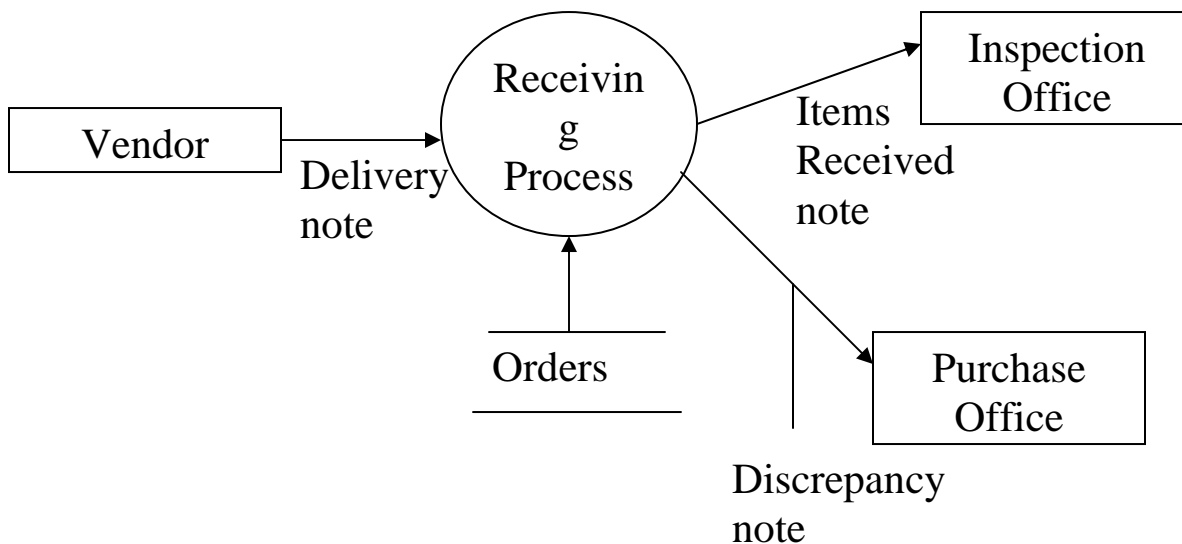 Vendor
Delivery
note
Receivin
g
Process
Orders
Items
Received
note
Inspection
Office
Discrepancy
note
Purchase
Office